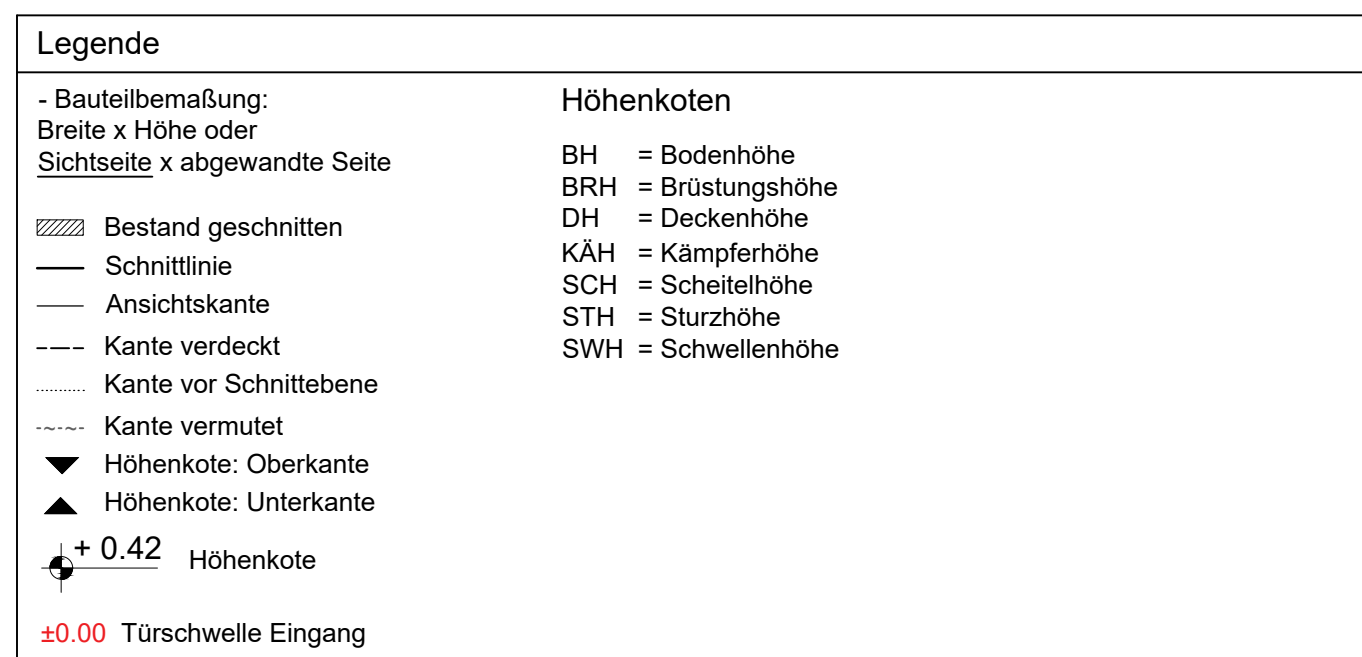 Legende
- Bauteilbemaßung:
Breite x Höhe oder
Sichtseite x abgewandte Seite
Bestand geschnitten
Schnittlinie
Ansichtskante
Kante verdeckt
Kante vor Schnittebene
Kante vermutet
Höhenkote: Oberkante
Höhenkote: Unterkante
+ 0.42 Höhenkote
±0.00 Türschwelle Eingang
Höhenkoten
BH = Bodenhöhe
BRH = Brüstungshöhe
DH = Deckenhöhe
KÄH = Kämpferhöhe
SCH = Scheitelhöhe
STH = Sturzhöhe
SWH = Schwellenhöhe